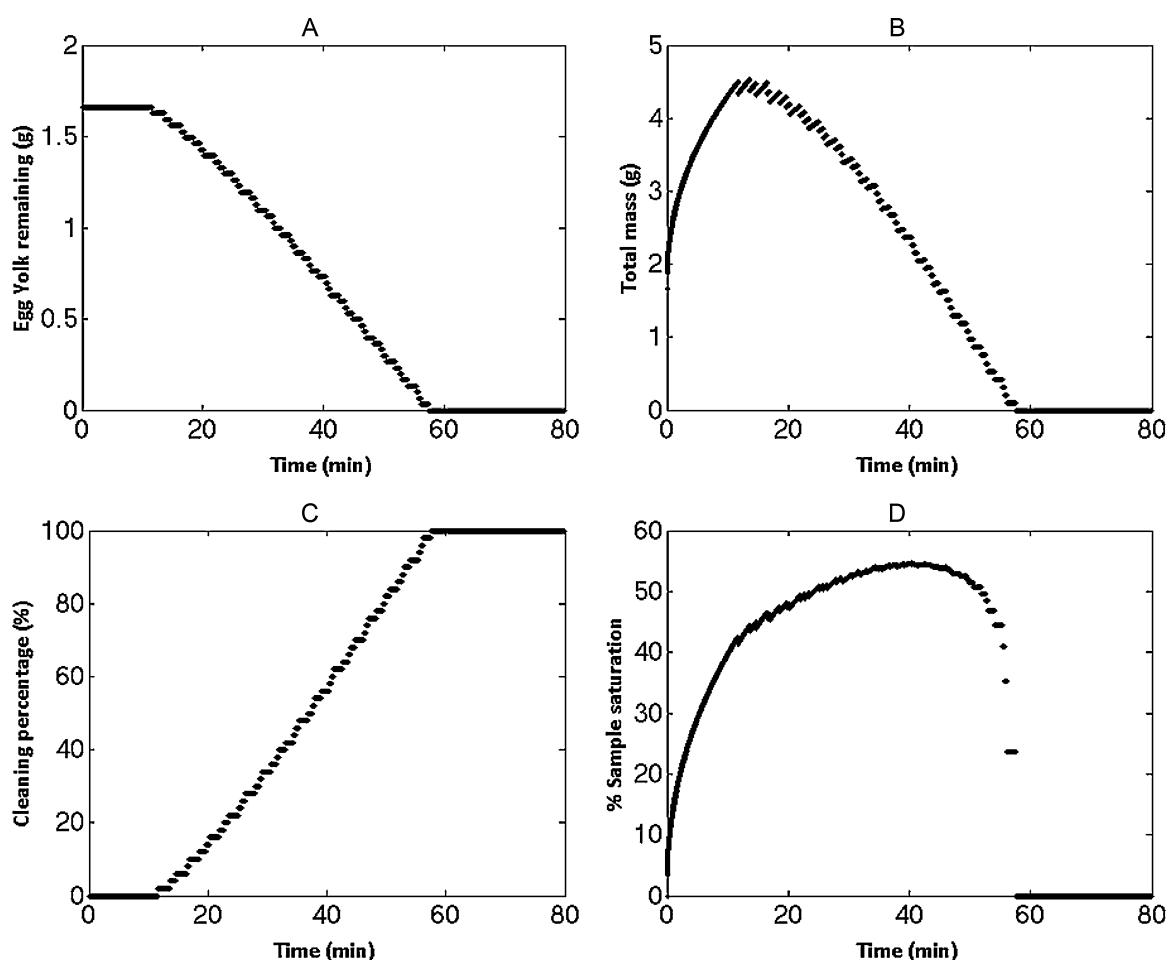 A
2
1.5
1
0.5
0
Egg Yolk remaining (g)
0 20 40 60 80
Time (min)
B
5
4
3
2
1
0
Total mass (g)
0 20 40 60 80
Time (min)
C
100
80
60
40
20
0
Cleaning percentage (%)
0 20 40 60 80
Time (min)
D
60
50
40
30
20
10
0
% Sample saturation
0 20 40 60 80
Time (min)